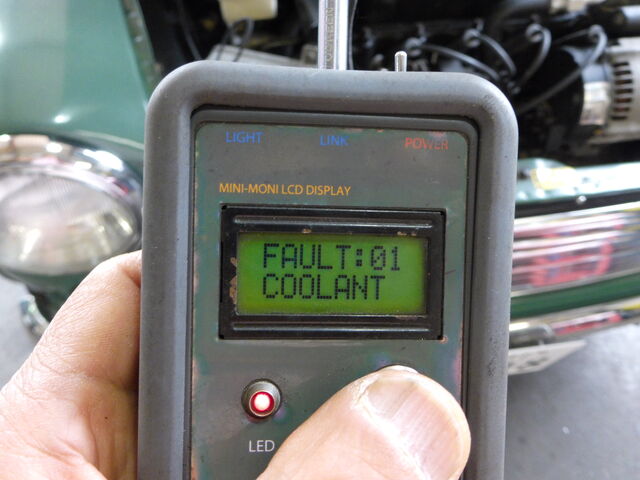 LIGHT LINK POWER
MINI-MONI LCD DISPLAY
FAULT:01
COOLANT
LED